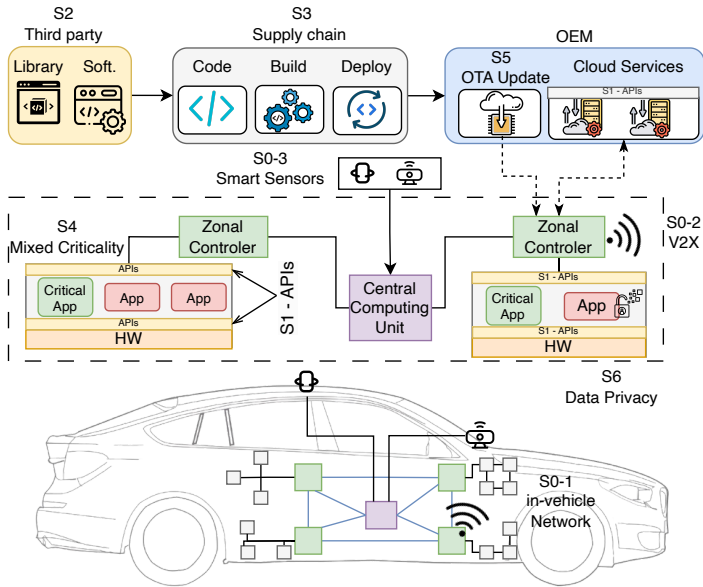 S2
Third party
Library
Soft.
S3
Supply chain
Code
Build
Deploy
OEM
S5
OTA Update
Cloud Services
S1 - APIs
S0-3
Smart Sensors
S4
Mixed Criticality
Zonal
Controler
Zonal
Controler
S0-2
V2X
APIs
Critical
App
App
App
APIs
HW
S1 - APIs
Central
Computing
Unit
S1 - APIs
Critical
App
App
S1 - APIs
HW
S6
Data Privacy
S0-1
in-vehicle
Network